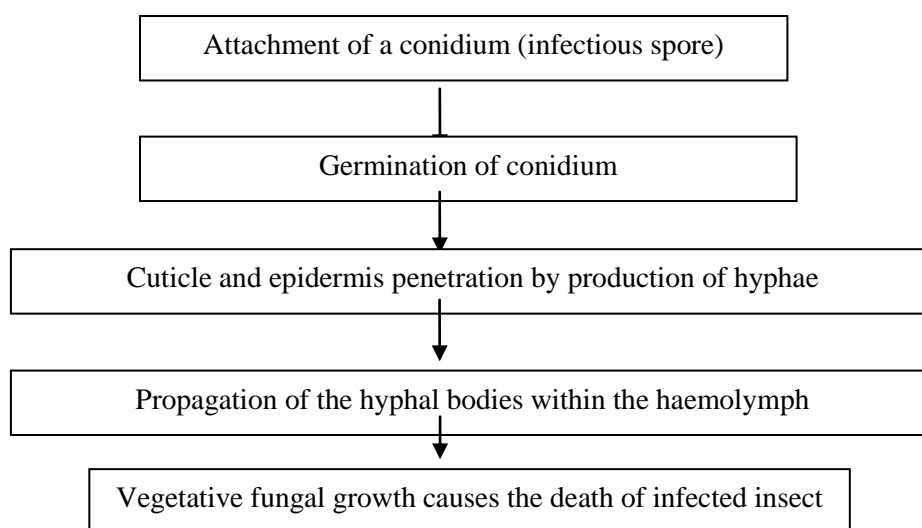 Attachment of a conidium (infectious spore)
Germination of conidium
Cuticle and epidermis penetration by production of hyphae
Propagation of the hyphal bodies within the haemolymph
Vegetative fungal growth causes the death of infected insect